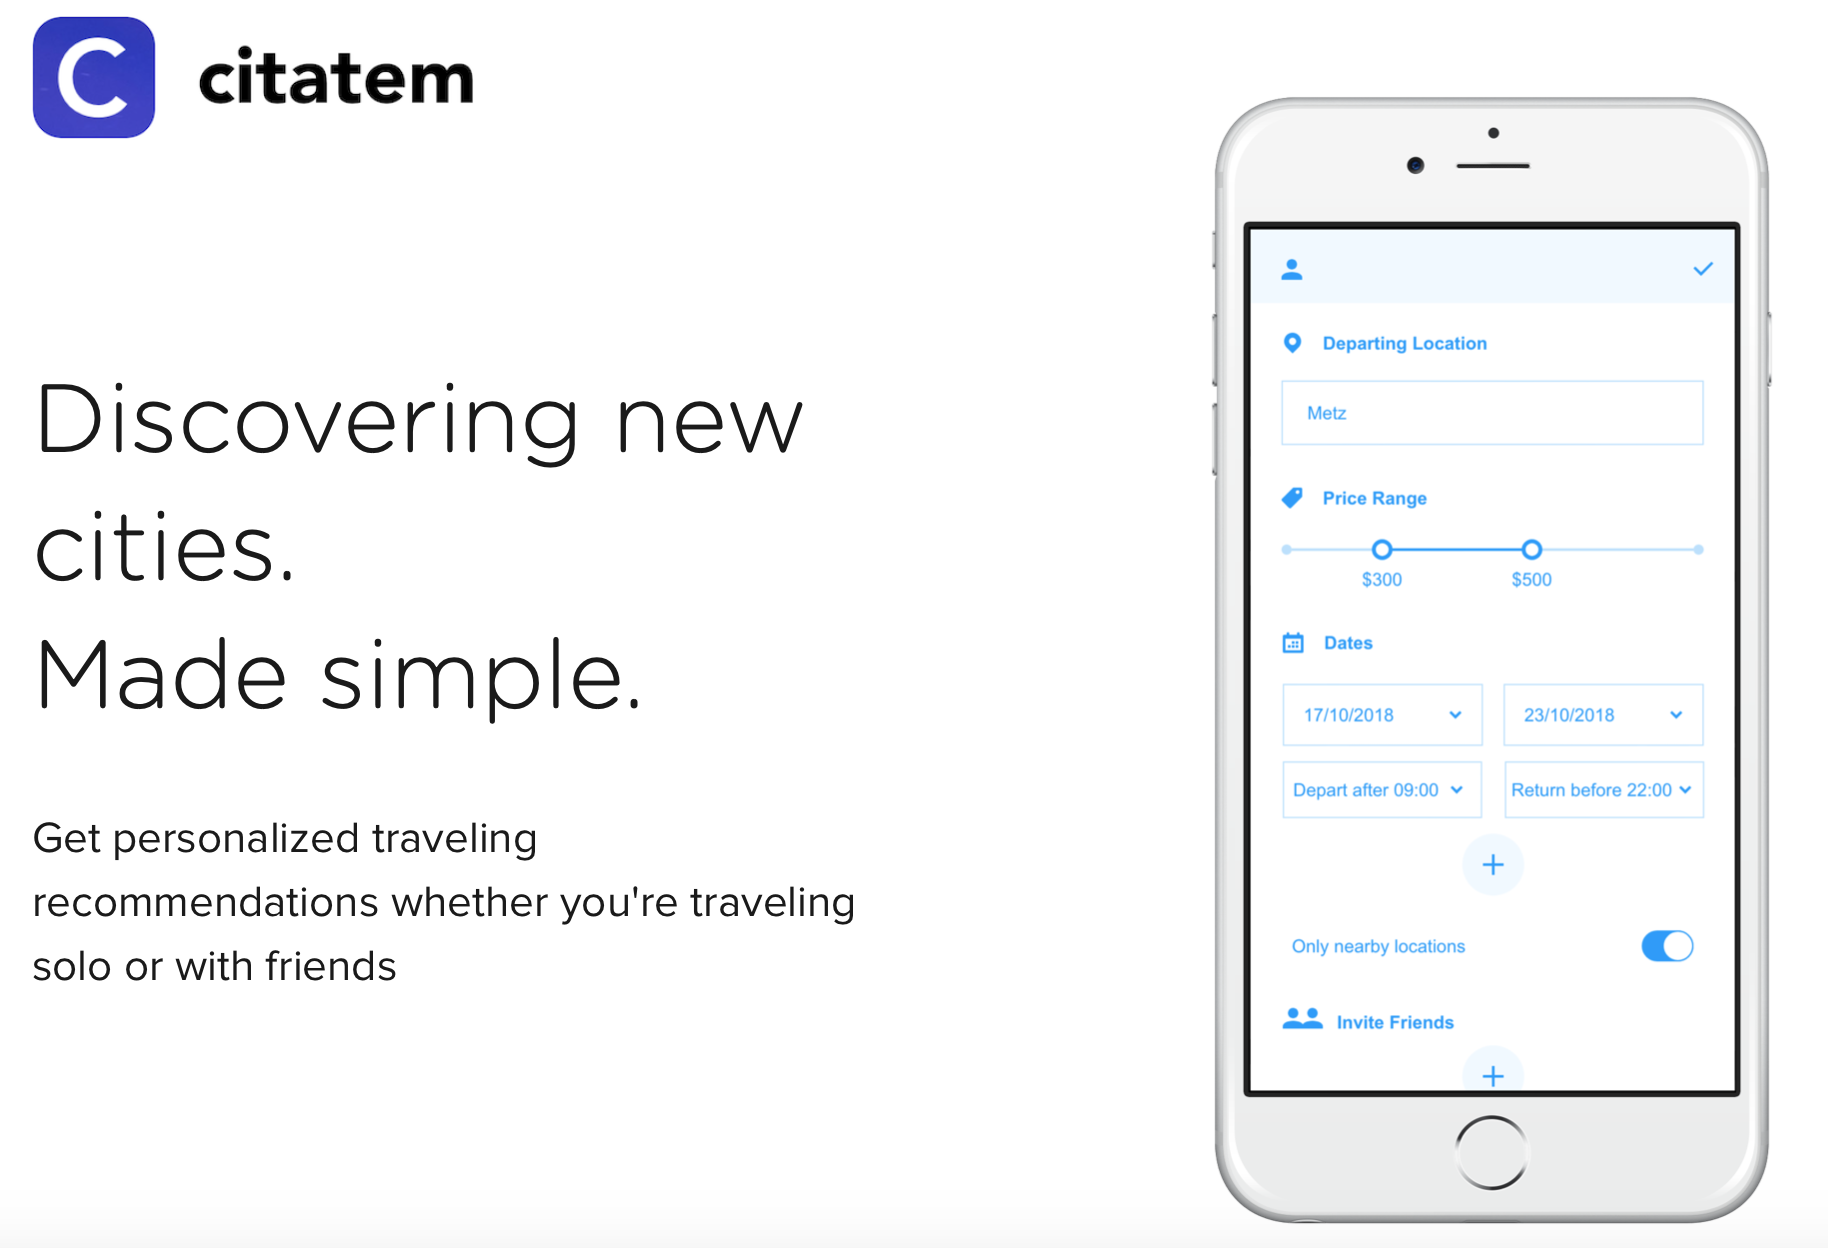 C citatem
Discovering new
cities.
Made simple.
Get personalized traveling
recommendations whether you're traveling
solo or with friends
Departing Location
Metz
Price Range
$300 $500
Dates
17/10/2018 23/10/2018
Depart after 09:00 Return before 22:00
+
Only nearby locations
Invite Friends
+